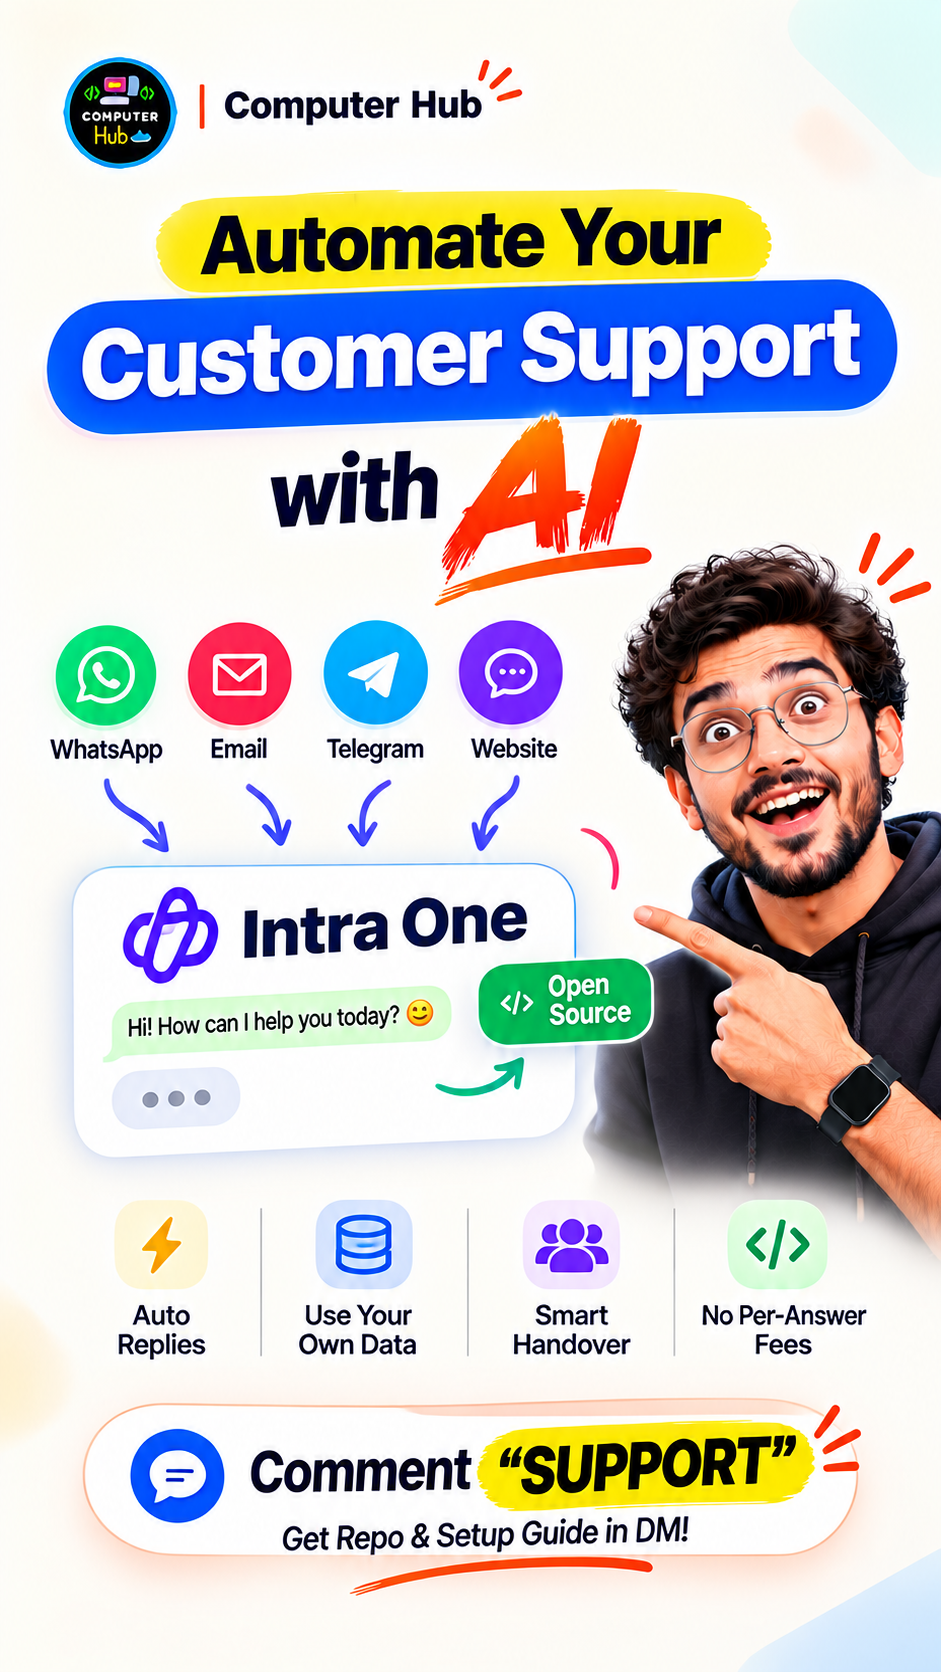 COMPUTER
Hub
Computer Hub
Automate Your
Customer Support
with AI
WhatsApp
Email
Telegram
Website
Intra One
Hi! How can I help you today? 😊
</> Open
Source
Auto
Replies
Use Your
Own Data
Smart
Handover
No Per-Answer
Fees
Comment “SUPPORT”
Get Repo & Setup Guide in DM!